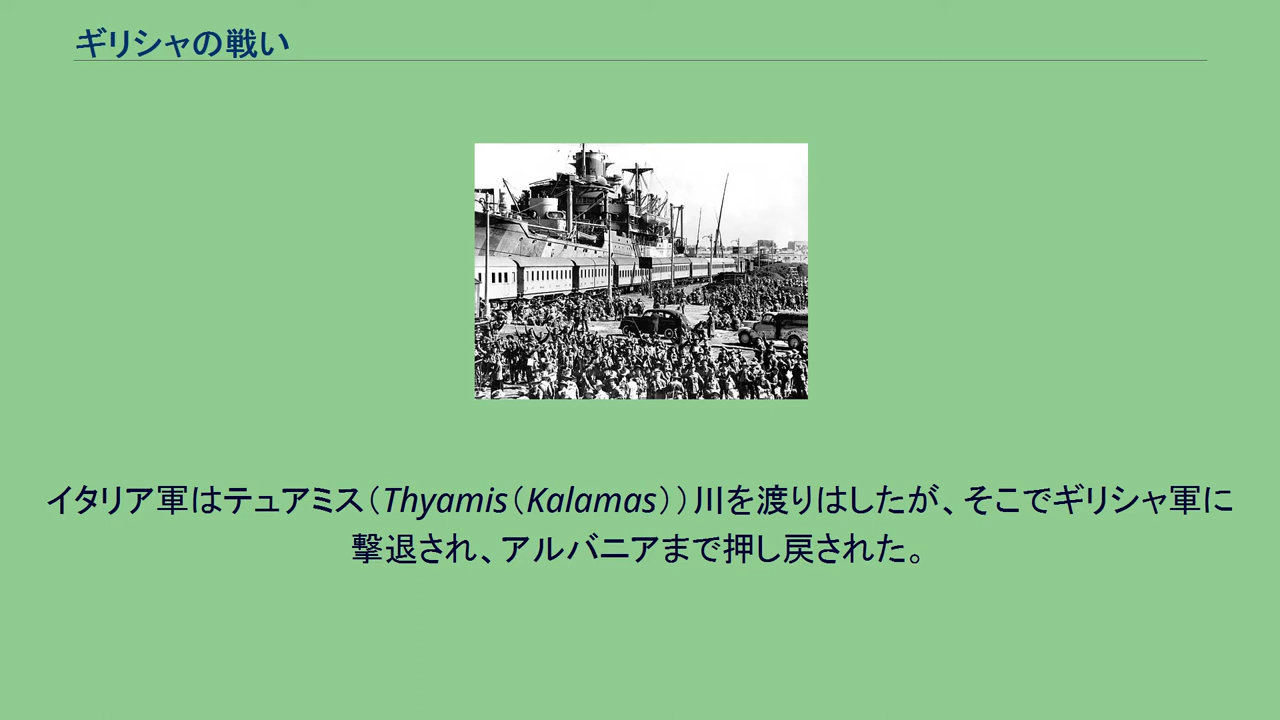 ギリシャの戦い
イタリア軍はテュアミス（Thyamis（Kalamas））川を渡りはしたが、そこでギリシャ軍に
撃退され、アルバニアまで押し戻された。